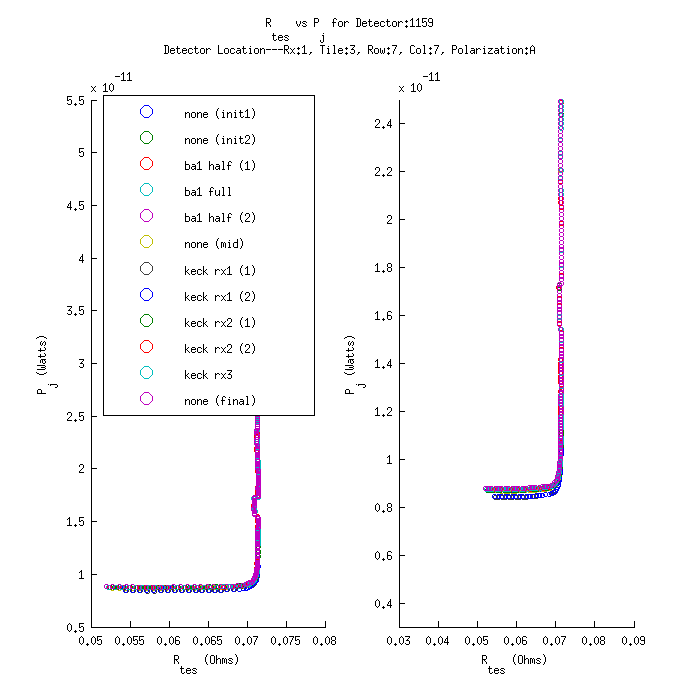 R tes vs P j for Detector:1159
Detector Location---Rx:1, Tile:3, Row:7, Col:7, Polarization:A
x 10^-11
5.5
5
4.5
4
3.5
3
2.5
2
1.5
1
0.5
P j (Watts)
0.05 0.055 0.06 0.065 0.07 0.075 0.08
R tes (Ohms)
none (init1)
none (init2)
ba1 half (1)
ba1 full
ba1 half (2)
none (mid)
keck rx1 (1)
keck rx1 (2)
keck rx2 (1)
keck rx2 (2)
keck rx3
none (final)
x 10^-11
2.4
2.2
2
1.8
1.6
1.4
1.2
1
0.8
0.6
0.4
P j (Watts)
0.03 0.04 0.05 0.06 0.07 0.08 0.09
R tes (Ohms)